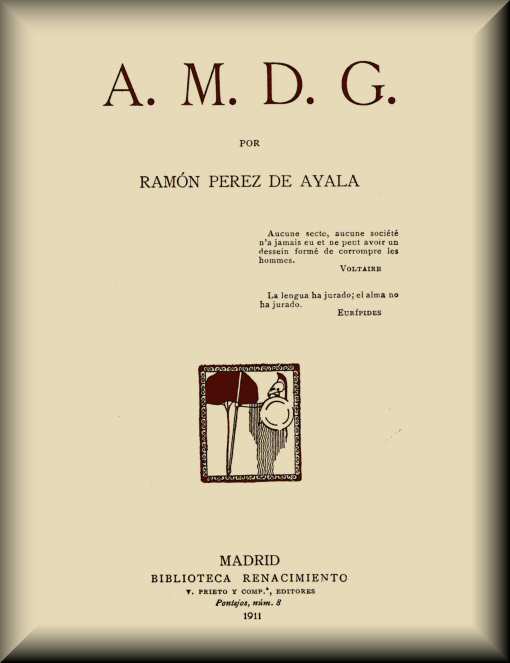 A. M. D. G.
POR
RAMÓN PEREZ DE AYALA
Aucune secte, aucune société
n'a jamais eu et ne peut avoir un
dessein formé de corrompre les
hommes.
VOLTAIRE
La lengua ha jurado; el alma no
ha jurado.
EURÍPIDES
MADRID
BIBLIOTECA RENACIMIENTO
V. PRIETO Y COMP.ª, EDITORES
Pontejos, núm. 8
1911